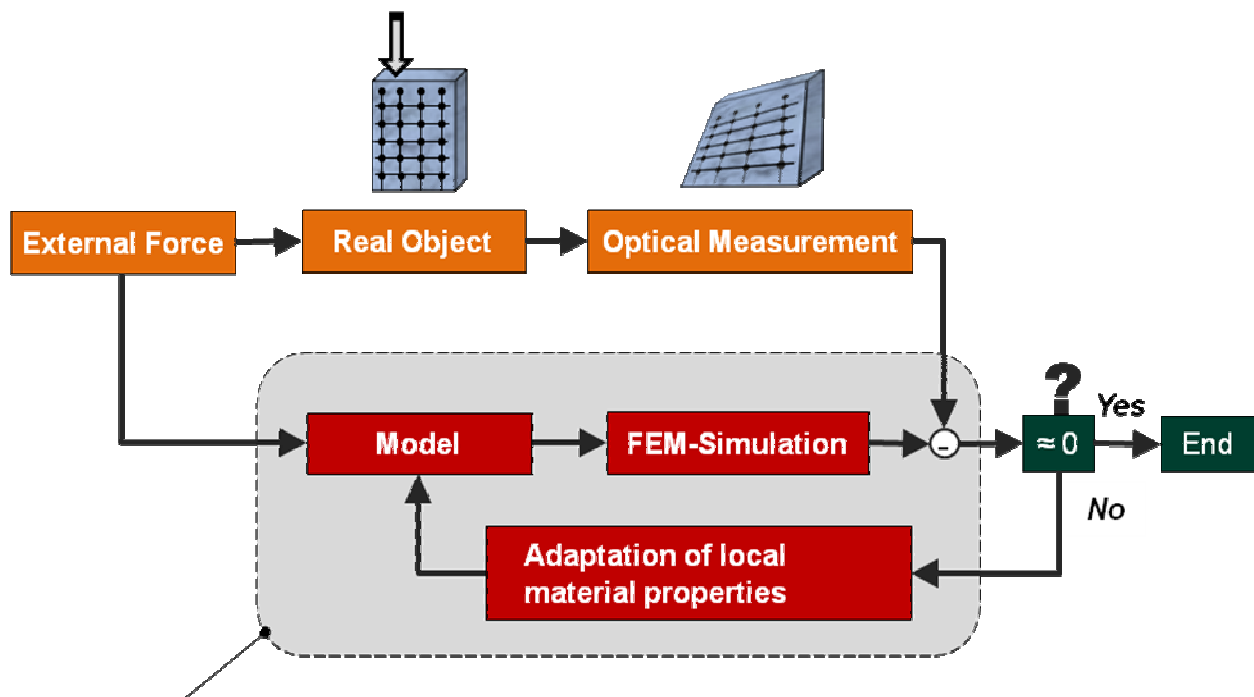 External Force
Real Object
Optical Measurement
Model
FEM-Simulation
-
?
≈ 0
Yes
End
No
Adaptation of local
material properties